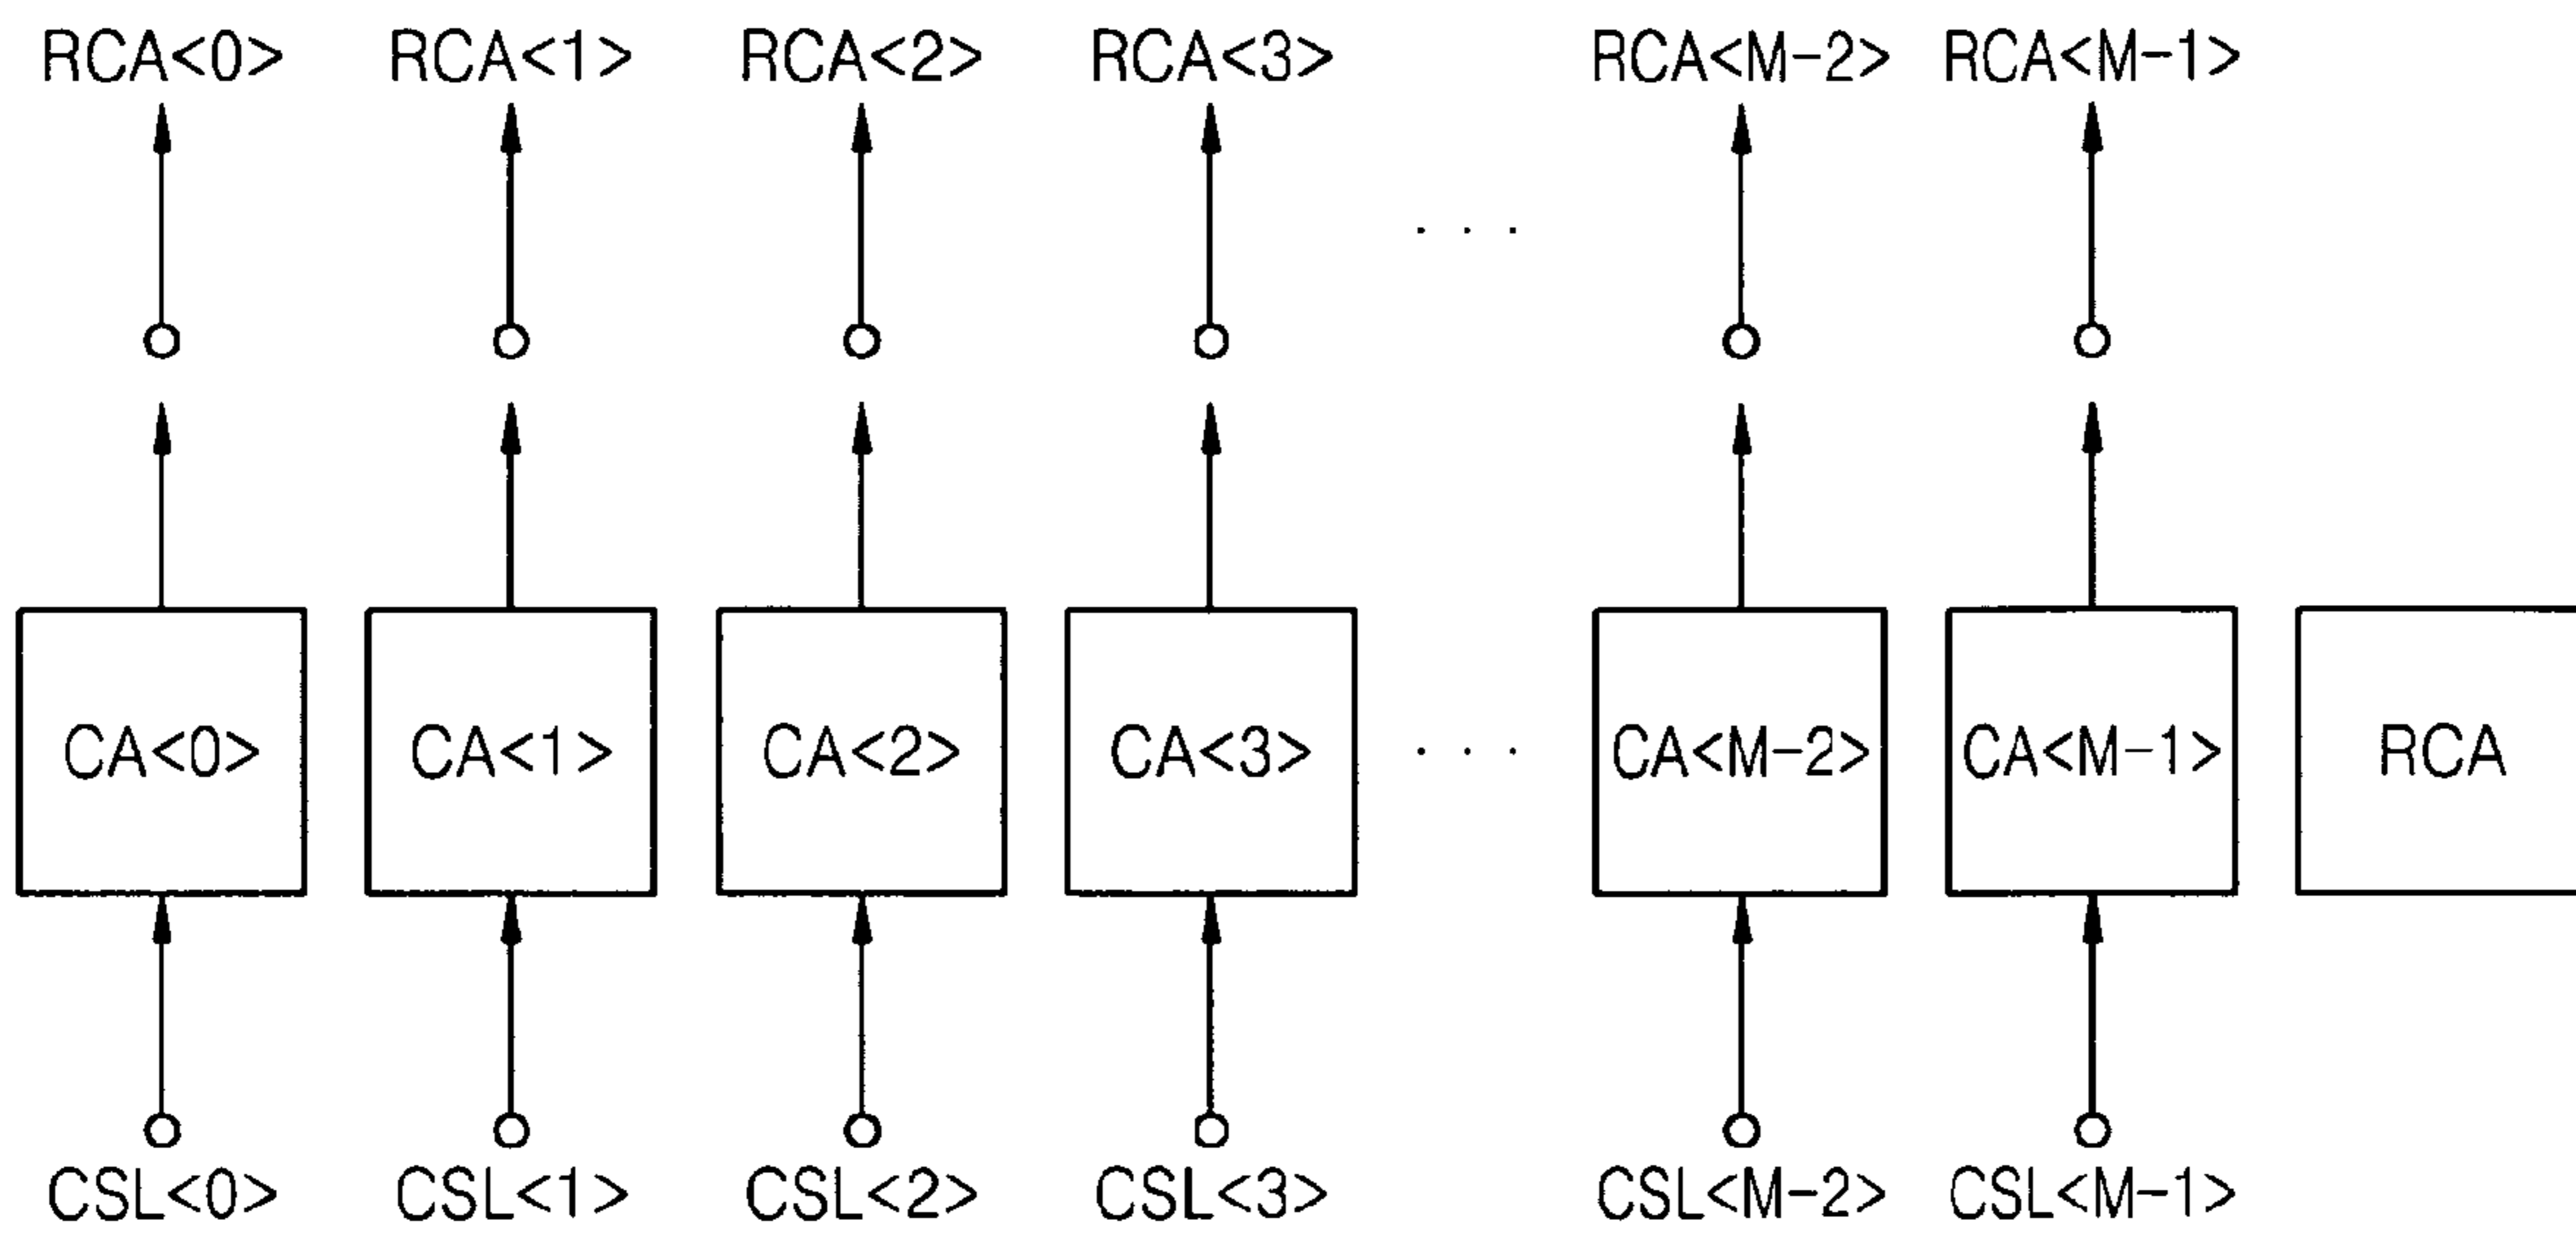 RCA<0> RCA<1> RCA<2> RCA<3> . . . RCA<M-2> RCA<M-1>
CA<0> CA<1> CA<2> CA<3> . . . CA<M-2> CA<M-1> RCA
CSL<0> CSL<1> CSL<2> CSL<3> CSL<M-2> CSL<M-1>